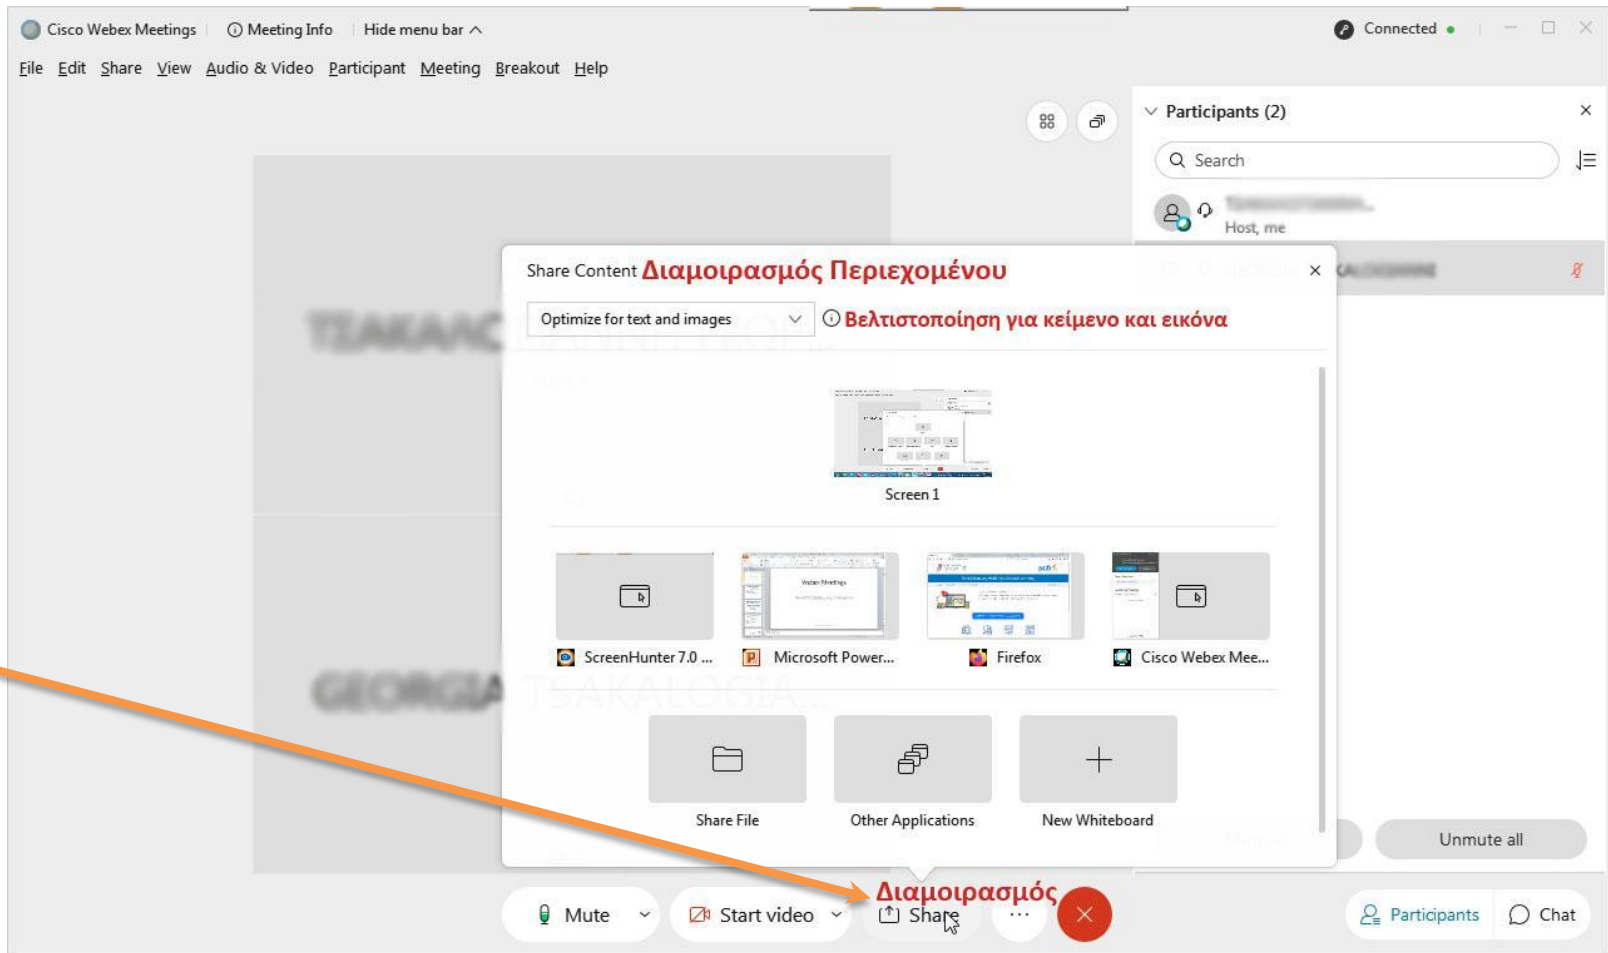 Cisco Webex Meetings Meeting Info Hide menu bar Connected
File Edit Share View Audio & Video Participant Meeting Breakout Help
Participants (2)
Search
Host, me
Share Content Διαμοιρασμός Περιεχομένου
Optimize for text and images Βελτιστοποίηση για κείμενο και εικόνα
Screen 1
ScreenHunter 7.0 ... Microsoft Power... Firefox Cisco Webex Mee...
GEORGIA TSAKALOGIA...
Share File Other Applications New Whiteboard
Unmute all
Διαμοιρασμός
Mute Start video Share ... Participants Chat